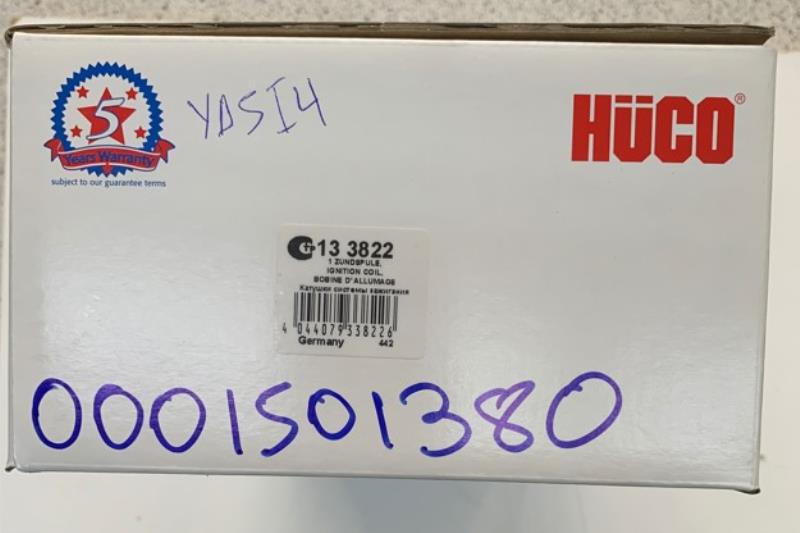 5
Years Warranty
subject to our guarantee terms
YDSI4
HüCO®
13 3822
1 ZUNDSPULE,
IGNITION COIL,
BOBINE D'ALLUMAGE
Катушки системы зажигания
4 044079 338226
Germany 442
0001501380